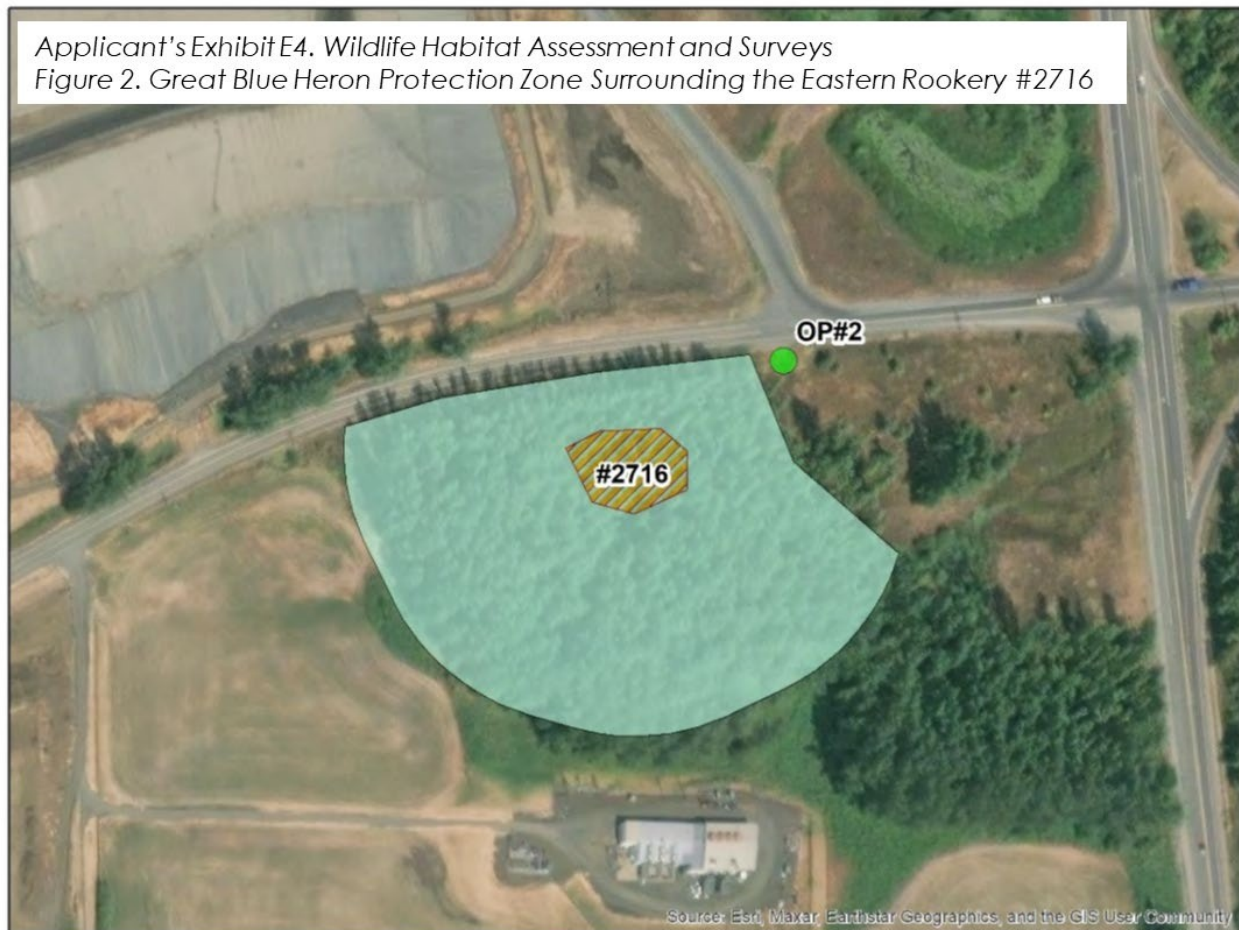 Applicant's Exhibit E4. Wildlife Habitat Assessment and Surveys
Figure 2. Great Blue Heron Protection Zone Surrounding the Eastern Rookery #2716
OP#2
#2716
Source: Esri, Maxar, Earthstar Geographics, and the GIS User Community